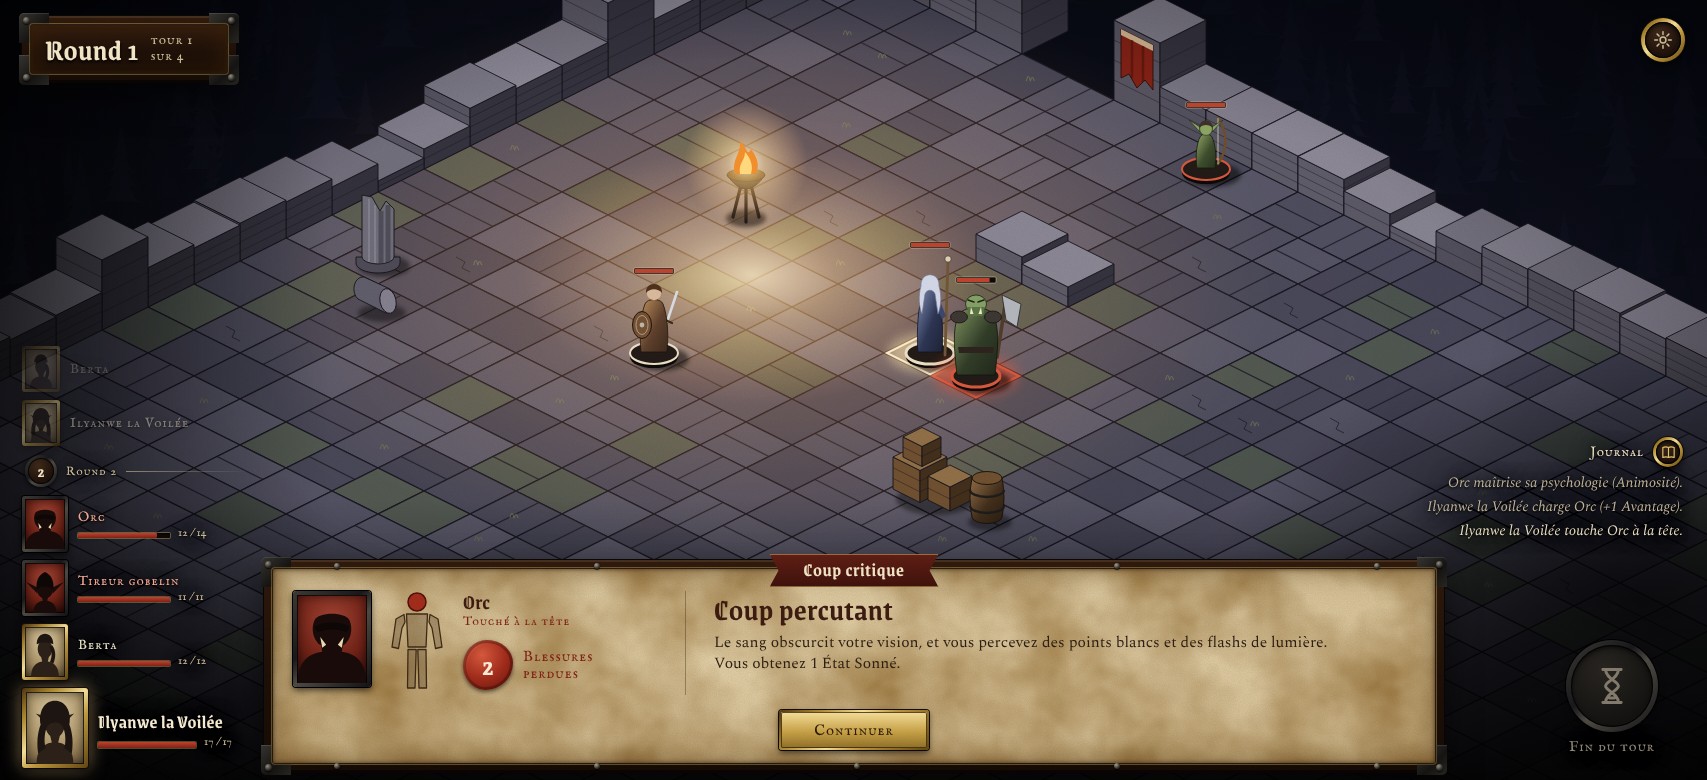 Round 1
Tour 1
sur 4
Berta
Ilyanwe la Voilée
2
Round 2
Orc
12/14
Tireur gobelin
11/11
Berta
12/12
Ilyanwe la Voilée
17/17
Journal
Orc maîtrise sa psychologie (Animosité).
Ilyanwe la Voilée charge Orc (+1 Avantage).
Ilyanwe la Voilée touche Orc à la tête.
Coup critique
Orc
Touché à la tête
2
Blessures
perdues
Coup percutant
Le sang obscurcit votre vision, et vous percevez des points blancs et des flashs de lumière.
Vous obtenez 1 État Sonné.
Continuer
Fin du tour